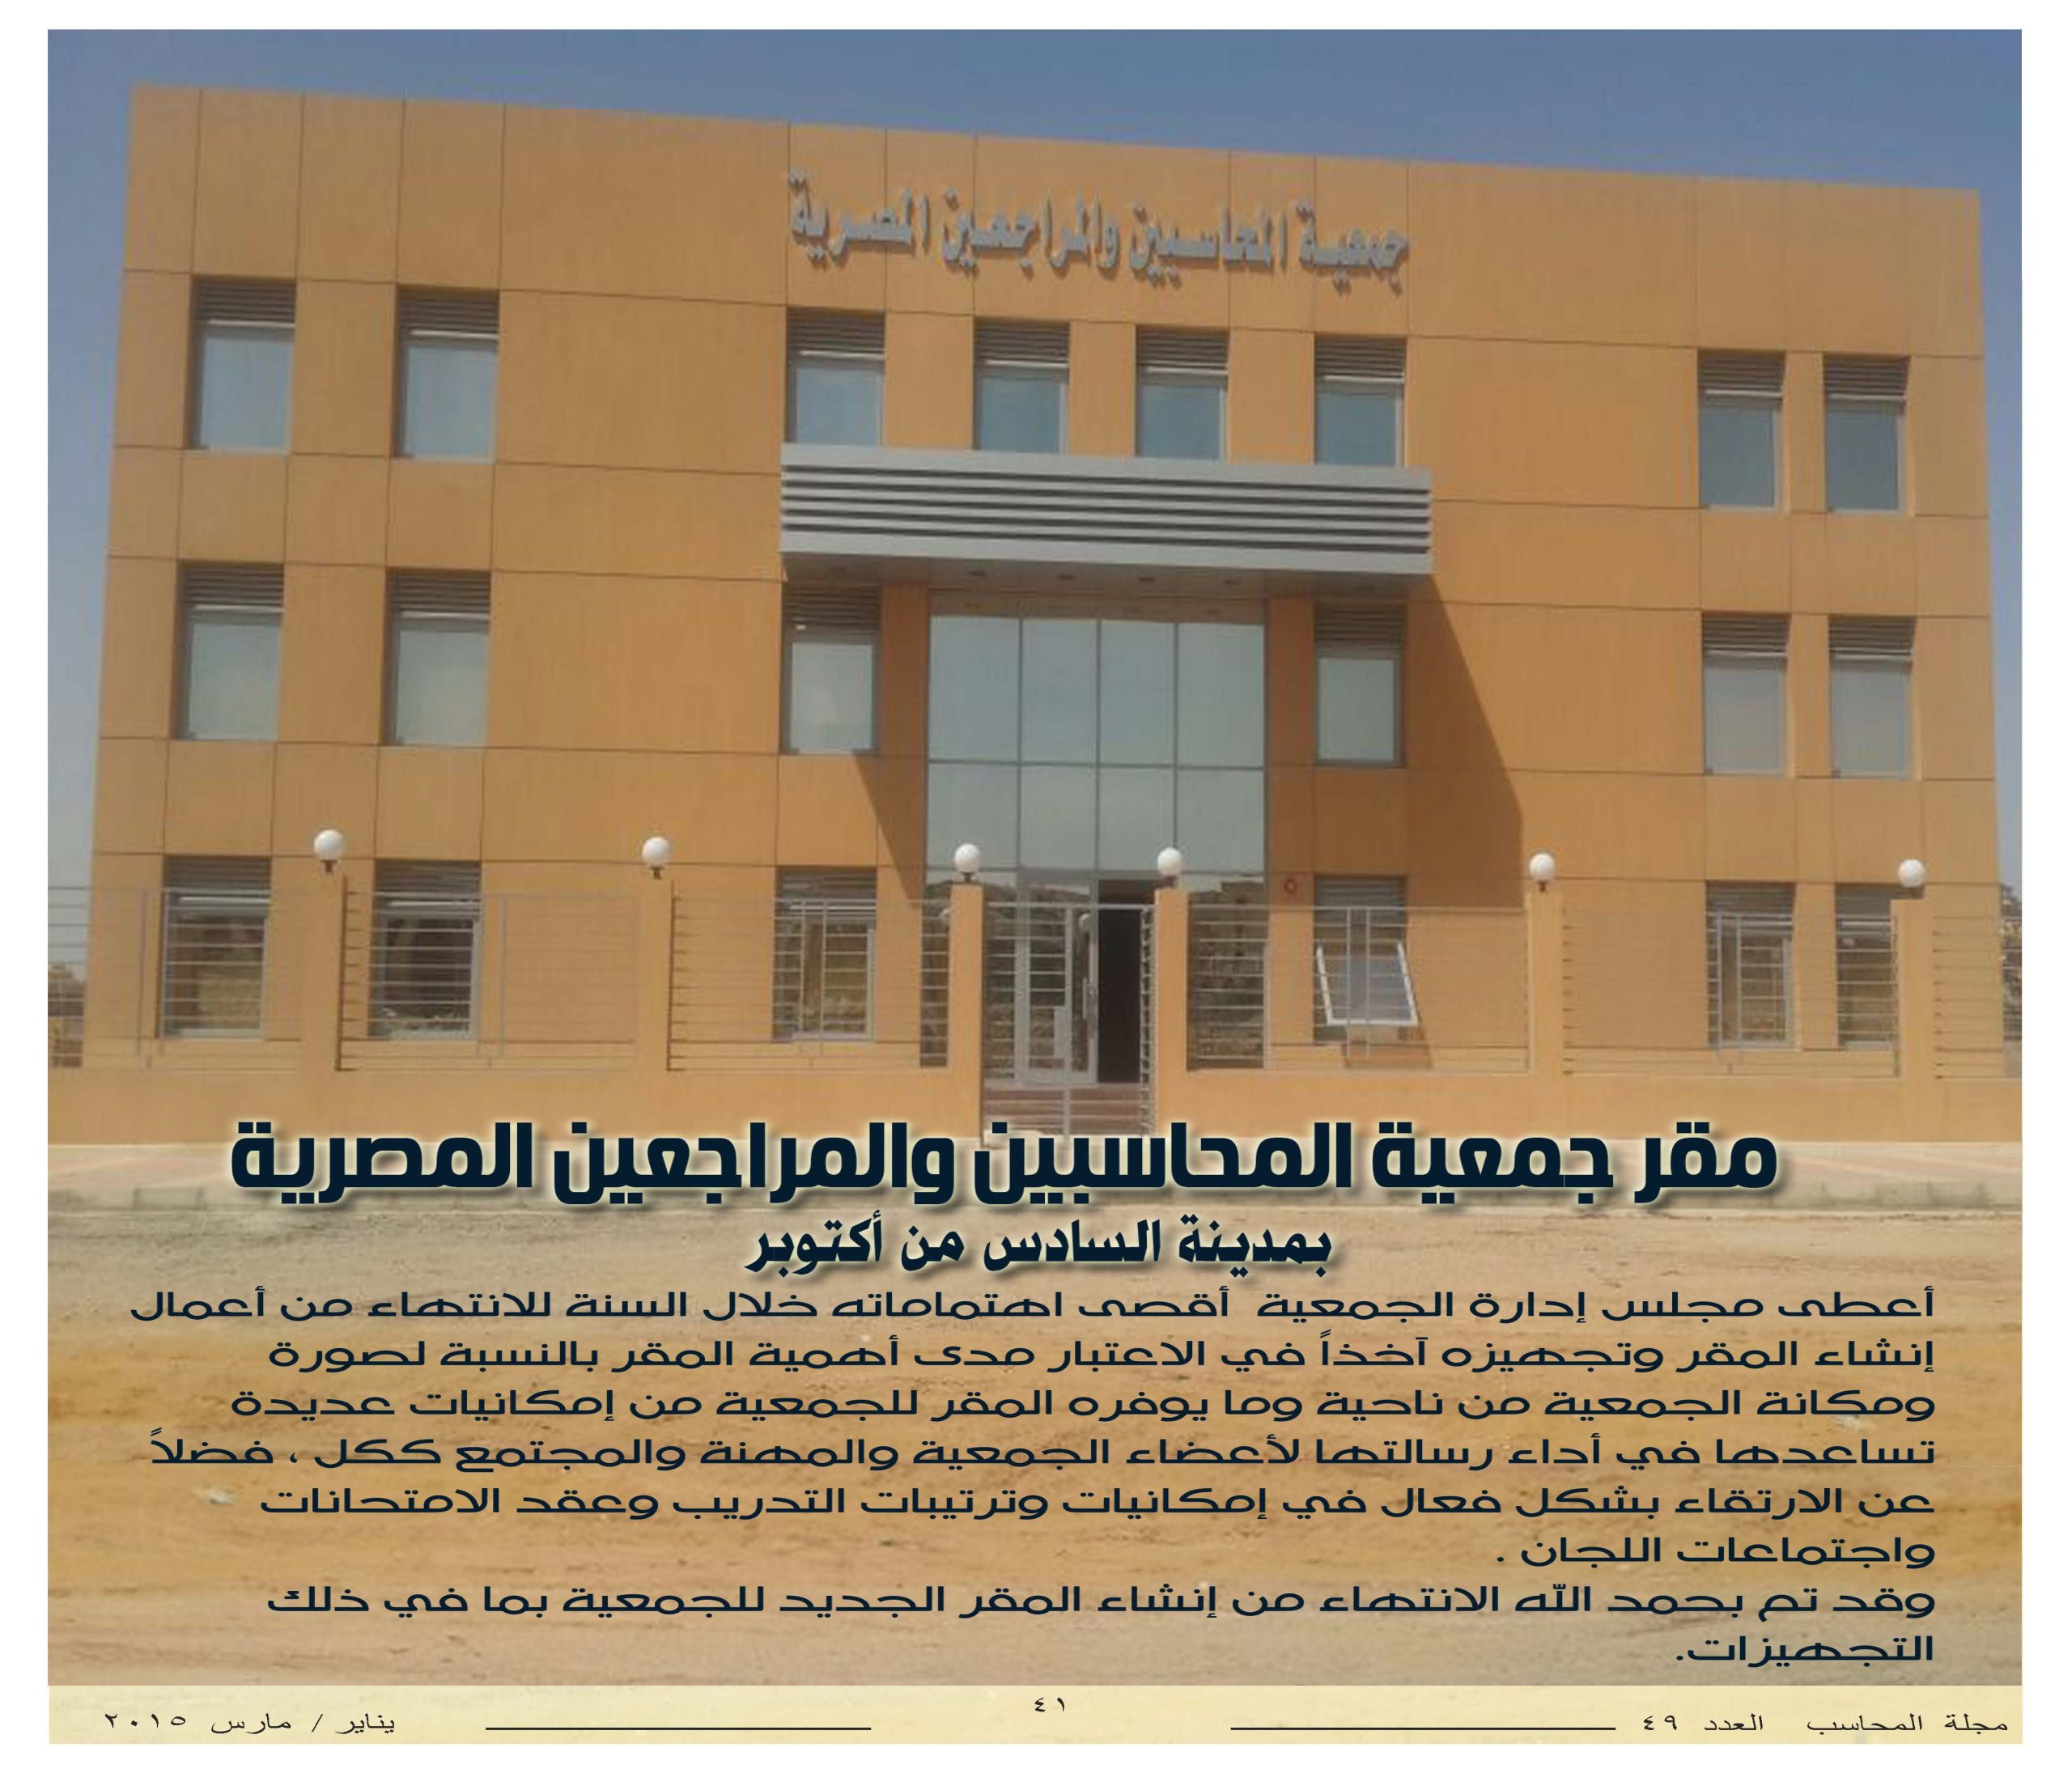 جمعية المحاسبين والمراجعين المصرية
مقر جمعية المحاسبين والمراجعين المصرية
بمدينة السادس من أكتوبر
أعطى مجلس إدارة الجمعية أقصى اهتماماته خلال السنة للانتهاء من أعمال
إنشاء المقر وتجهيزه آخذاً في الاعتبار مدى أهمية المقر بالنسبة لصورة
ومكانة الجمعية من ناحية وما يوفره المقر للجمعية من إمكانيات عديدة
تساعدها في أداء رسالتها لأعضاء الجمعية والمهنة والمجتمع ككل ، فضلاً
عن الارتقاء بشكل فعال في إمكانيات وترتيبات التدريب وعقد الامتحانات
واجتماعات اللجان .
وقد تم بحمد الله الانتهاء من إنشاء المقر الجديد للجمعية بما في ذلك
التجهيزات.
مجلة المحاسب العدد ٤٩ ٤١ يناير / مارس ٢٠١٥